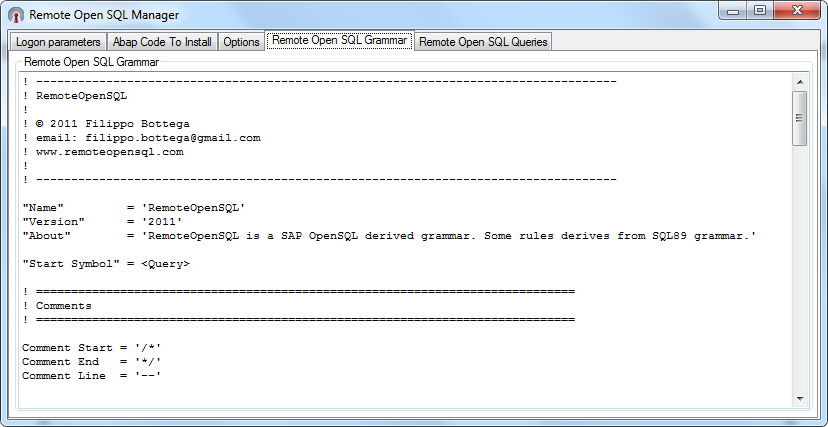 Remote Open SQL Manager
Logon parameters Abap Code To Install Options Remote Open SQL Grammar Remote Open SQL Queries
Remote Open SQL Grammar
! -----------------------------------------------------------------------------------
! RemoteOpenSQL
!
! © 2011 Filippo Bottega
! email: filippo.bottega@gmail.com
! www.remoteopensql.com
!
! -----------------------------------------------------------------------------------
"Name"         = 'RemoteOpenSQL'
"Version"      = '2011'
"About"        = 'RemoteOpenSQL is a SAP OpenSQL derived grammar. Some rules derives from SQL89 grammar.'
"Start Symbol" = <Query>
! =============================================================================
! Comments
! =============================================================================
Comment Start = '/*'
Comment End   = '*/'
Comment Line  = '--'